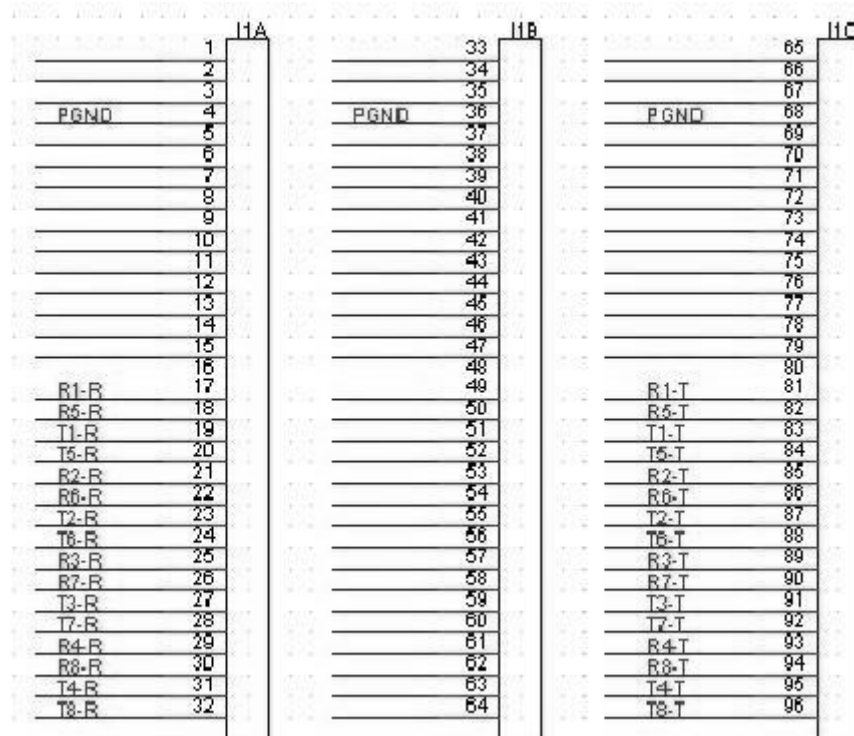 I1A I1B I1C
1 33 65
2 34 66
3 35 67
PGND 4 PGND 36 PGND 68
5 37 69
6 38 70
7 39 71
8 40 72
9 41 73
10 42 74
11 43 75
12 44 76
13 45 77
14 46 78
15 47 79
16 48 80
R1-R 17 49 R1-T 81
R5-R 18 50 R5-T 82
T1-R 19 51 T1-T 83
T5-R 20 52 T5-T 84
R2-R 21 53 R2-T 85
R6-R 22 54 R6-T 86
T2-R 23 55 T2-T 87
T6-R 24 56 T6-T 88
R3-R 25 57 R3-T 89
R7-R 26 58 R7-T 90
T3-R 27 59 T3-T 91
T7-R 28 60 T7-T 92
R4-R 29 61 R4-T 93
R8-R 30 62 R8-T 94
T4-R 31 63 T4-T 95
T8-R 32 64 T8-T 96